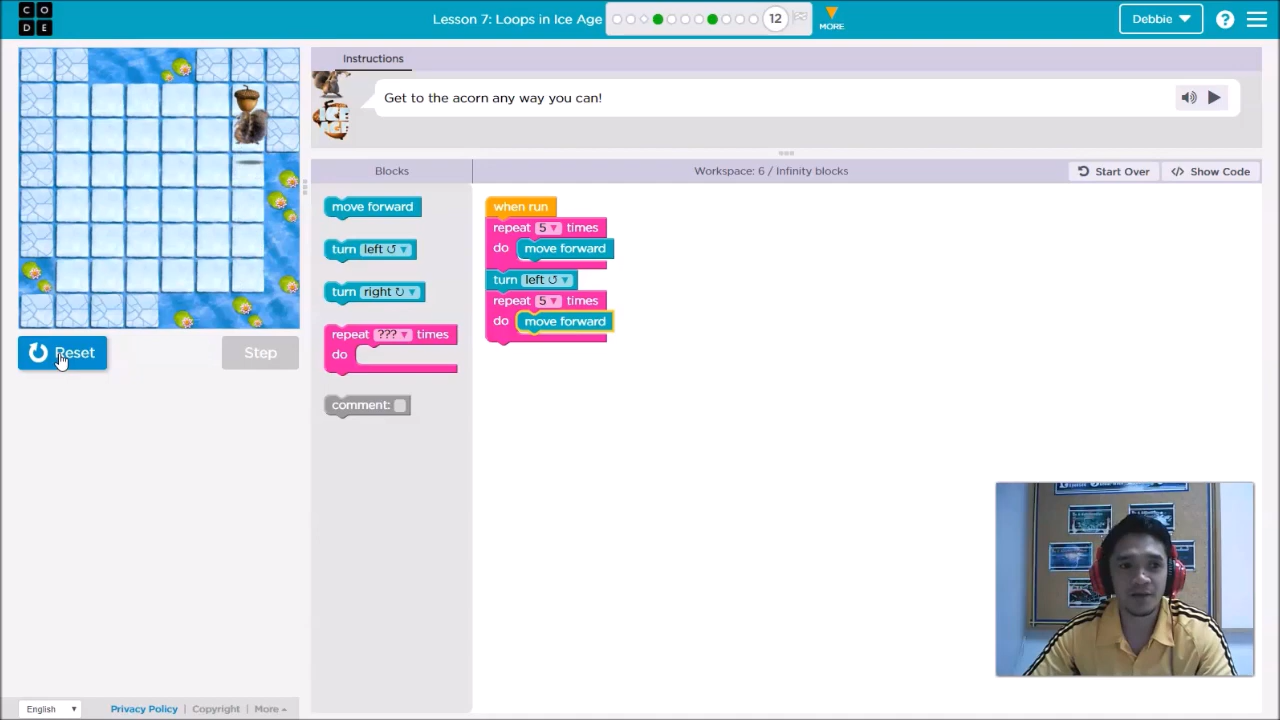 C O
D E
Lesson 7: Loops in Ice Age
12
MORE
Debbie
?
Instructions
Get to the acorn any way you can!
ICE
AGE
Blocks
Workspace: 6 / Infinity blocks
Start Over
</> Show Code
move forward
turn left ↺
turn right ↻
repeat ??? times
do
comment:
when run
repeat 5 times
do move forward
turn left ↺
repeat 5 times
do move forward
Reset
Step
English
Privacy Policy | Copyright | More